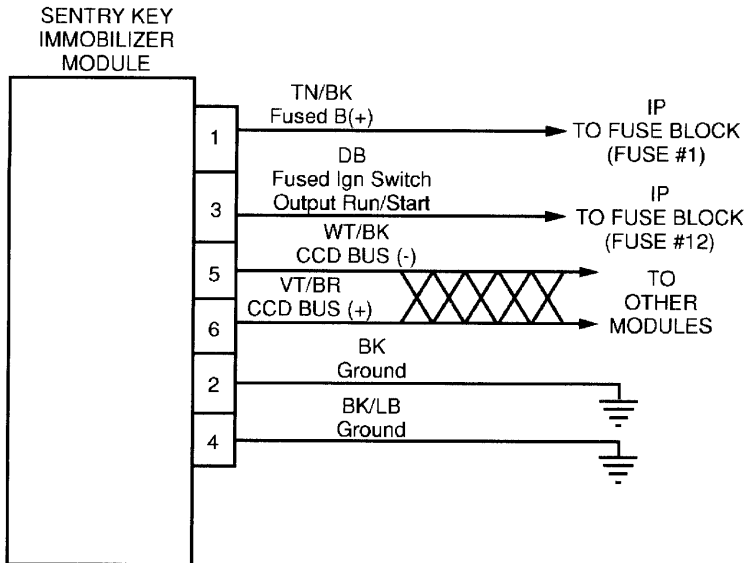 SENTRY KEY
IMMOBILIZER
MODULE
1
TN/BK
Fused B(+)
IP
TO FUSE BLOCK
(FUSE #1)
3
DB
Fused Ign Switch
Output Run/Start
IP
TO FUSE BLOCK
(FUSE #12)
5
WT/BK
CCD BUS (-)
6
VT/BR
CCD BUS (+)
TO
OTHER
MODULES
2
BK
Ground
4
BK/LB
Ground